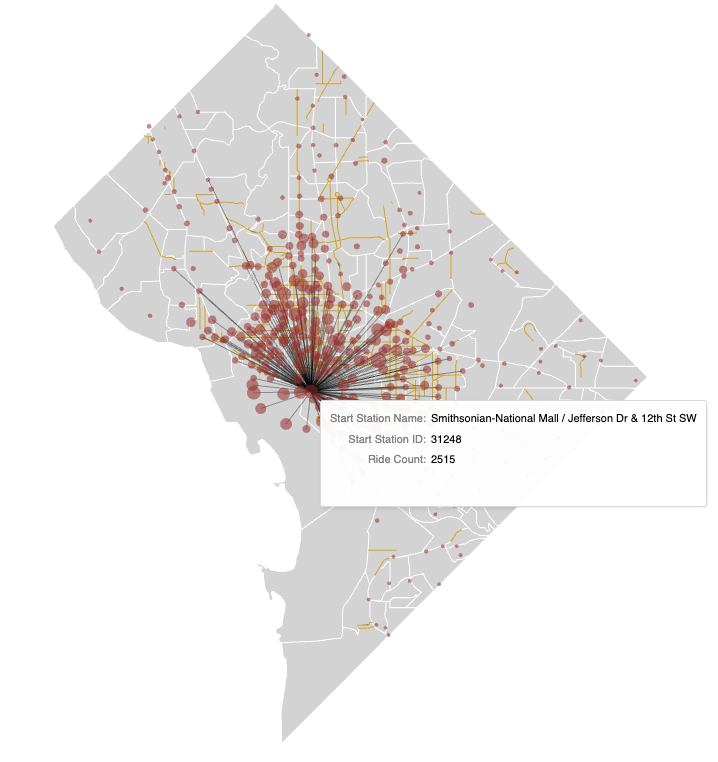 Start Station Name: Smithsonian-National Mall / Jefferson Dr & 12th St SW
Start Station ID: 31248
Ride Count: 2515